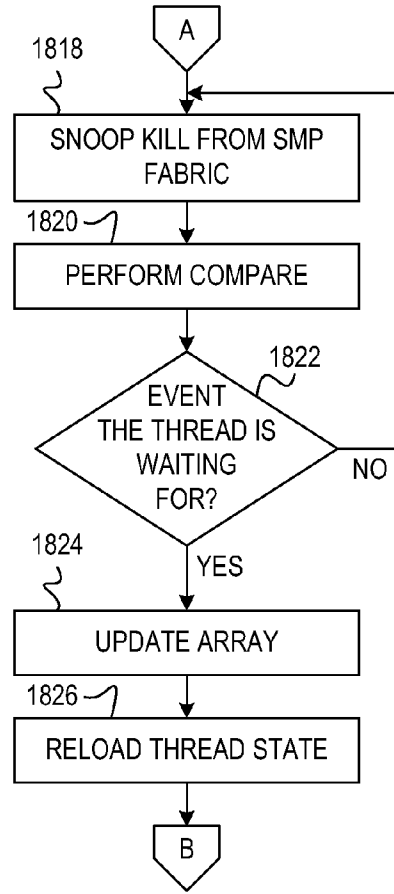 A
1818
SNOOP KILL FROM SMP
FABRIC
1820
PERFORM COMPARE
1822
EVENT
THE THREAD IS
WAITING
FOR?
NO
YES
1824
UPDATE ARRAY
1826
RELOAD THREAD STATE
B